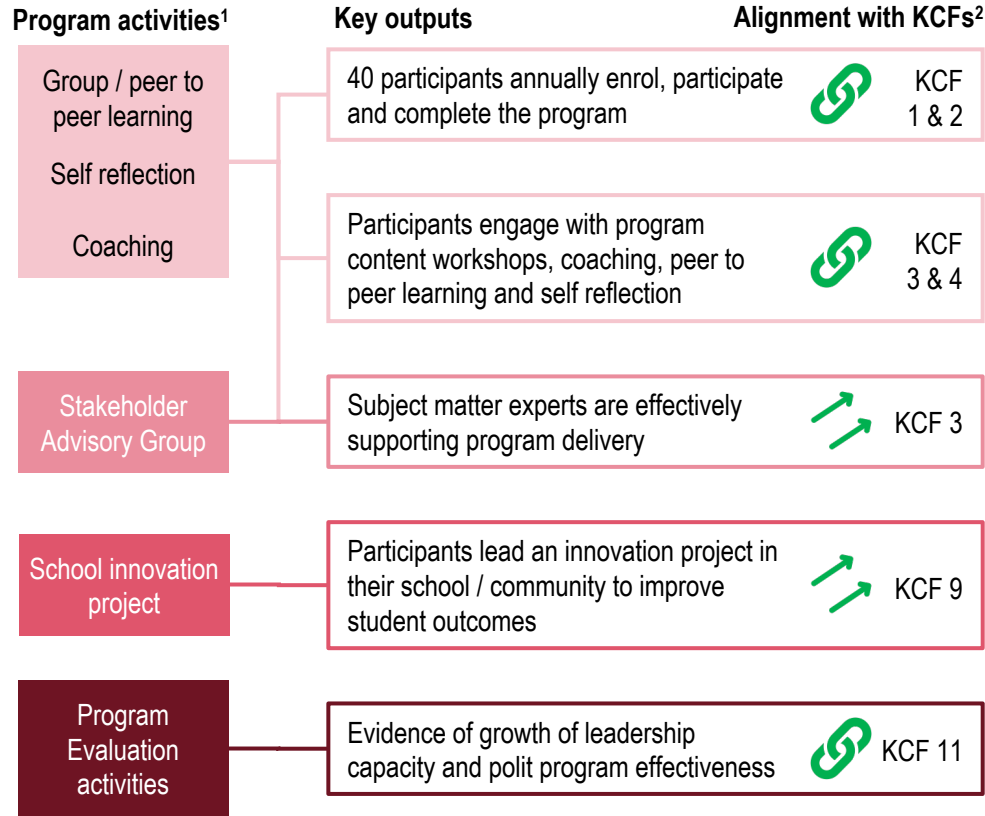 Program activities¹
Key outputs
Alignment with KCFs²
Group / peer to
peer learning
Self reflection
Coaching
40 participants annually enrol, participate
and complete the program
KCF
1 & 2
Participants engage with program
content workshops, coaching, peer to
peer learning and self reflection
KCF
3 & 4
Stakeholder
Advisory Group
Subject matter experts are effectively
supporting program delivery
KCF 3
School innovation
project
Participants lead an innovation project in
their school / community to improve
student outcomes
KCF 9
Program
Evaluation
activities
Evidence of growth of leadership
capacity and polit program effectiveness
KCF 11